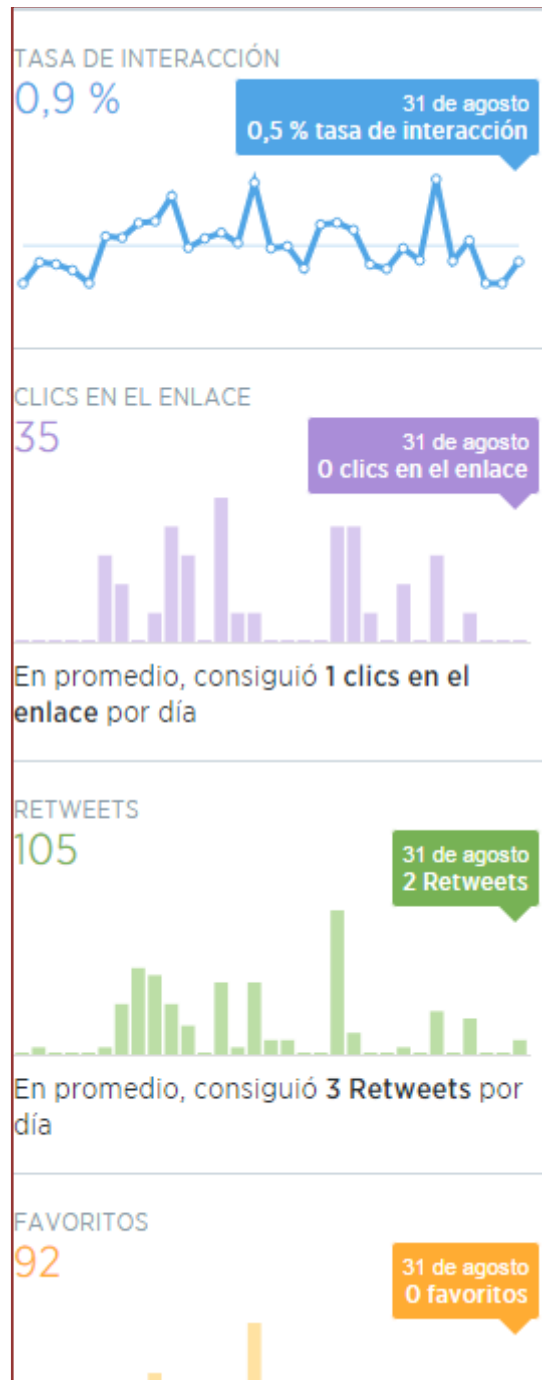 TASA DE INTERACCIÓN
0,9 %
31 de agosto
0,5 % tasa de interacción
CLICS EN EL ENLACE
35
31 de agosto
0 clics en el enlace
En promedio, consiguió 1 clics en el
enlace por día
RETWEETS
105
31 de agosto
2 Retweets
En promedio, consiguió 3 Retweets por
día
FAVORITOS
92
31 de agosto
0 favoritos